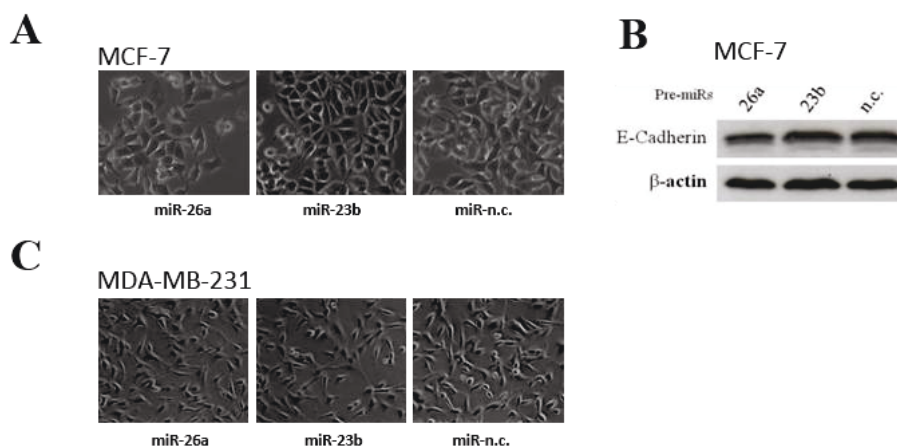 A
MCF-7
miR-26a miR-23b miR-n.c.
B
MCF-7
Pre-miRs 26a 23b n.c.
E-Cadherin
β-actin
C
MDA-MB-231
miR-26a miR-23b miR-n.c.